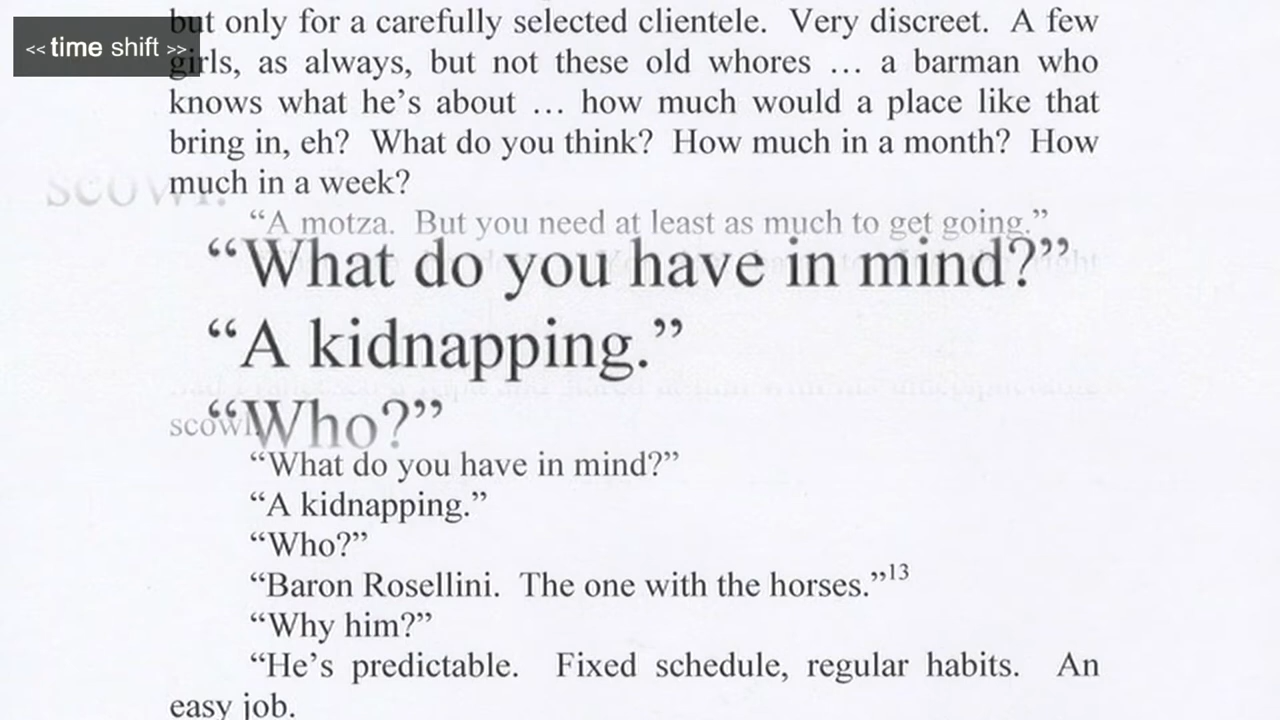 << time shift >>
but only for a carefully selected clientele. Very discreet. A few
girls, as always, but not these old whores … a barman who
knows what he’s about … how much would a place like that
bring in, eh? What do you think? How much in a month? How
much in a week?
scowl.
“A motza. But you need at least as much to get going.”
“What do you have in mind?”
right
“A kidnapping.”
“Who?”
scowl.
“What do you have in mind?”
“A kidnapping.”
“Who?”
“Baron Rosellini. The one with the horses.”13
“Why him?”
“He’s predictable. Fixed schedule, regular habits. An
easy job.